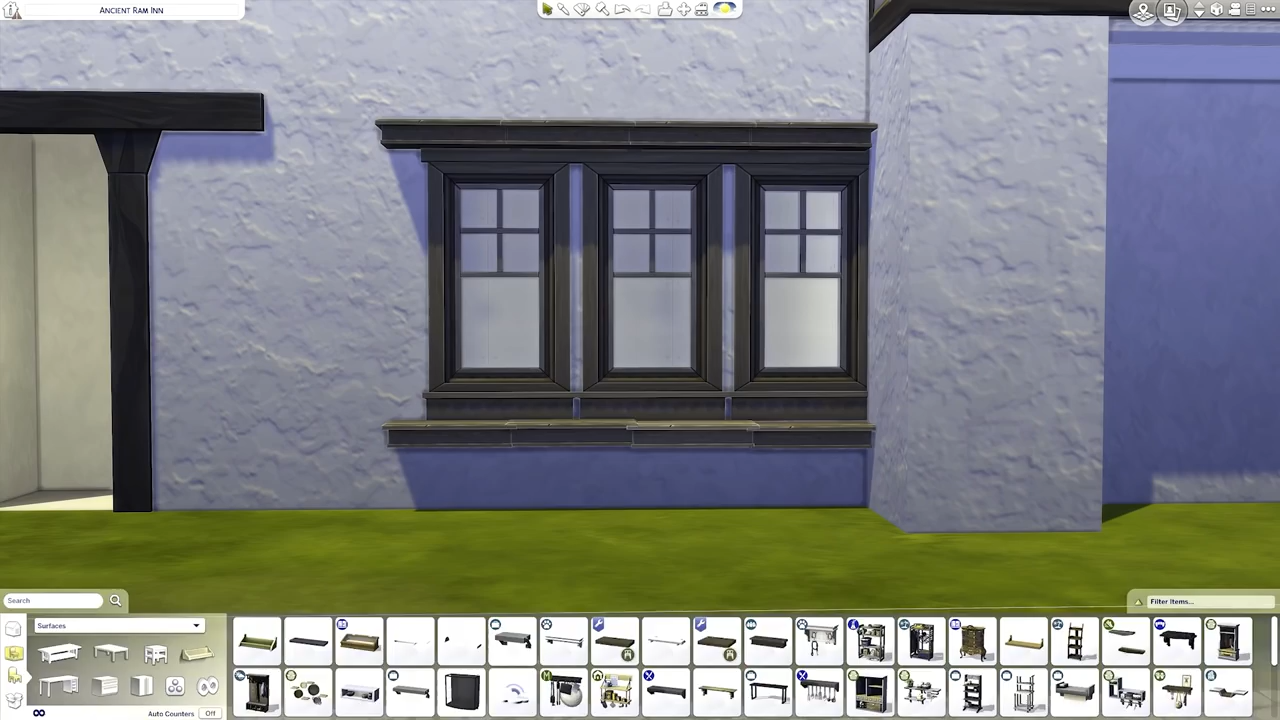 Ancient Ram Inn
Search
Filter Items...
Surfaces
Auto Counters
Off